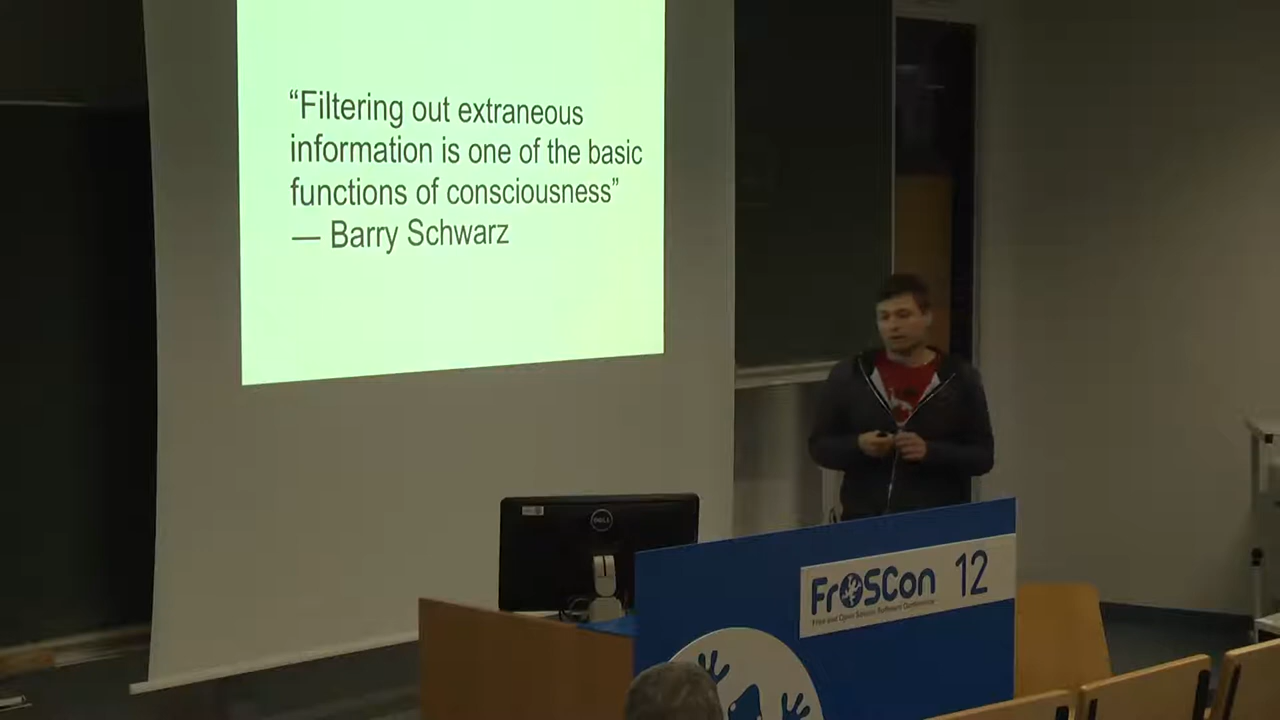 “Filtering out extraneous
information is one of the basic
functions of consciousness”
— Barry Schwarz
DELL
FrOSCon 12
Free and Open Source Software Conference